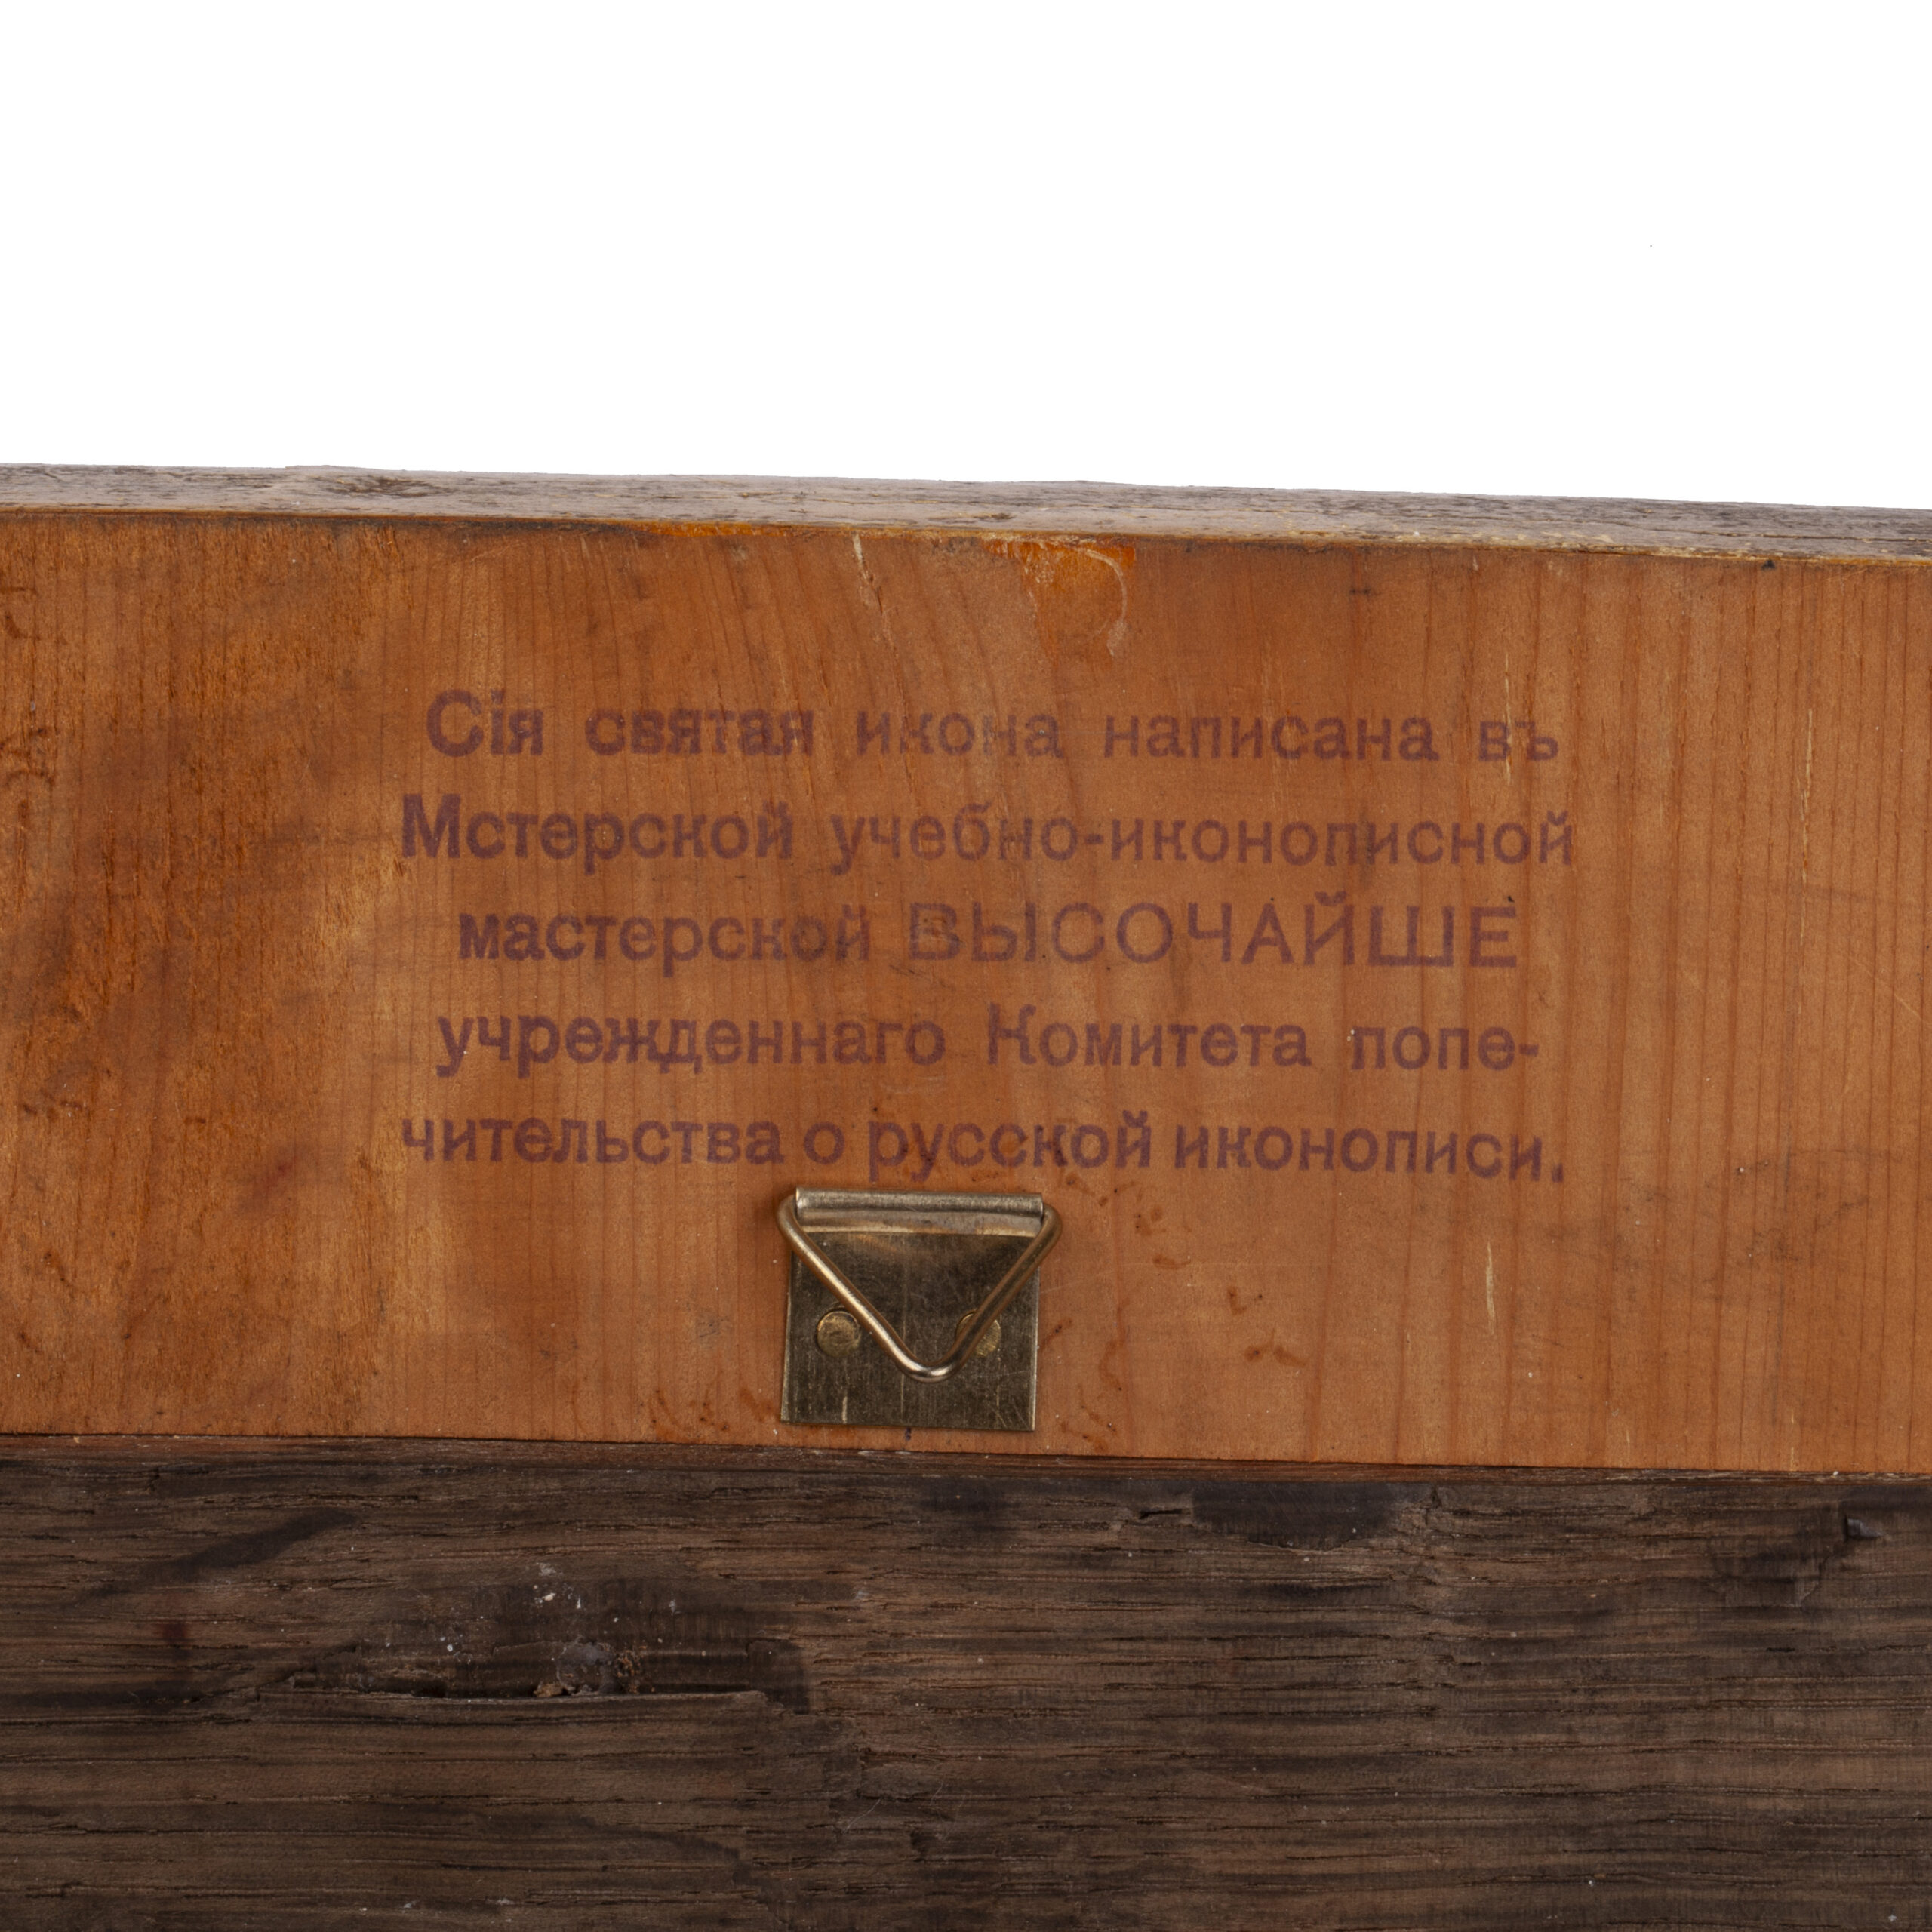 Сія святая икона написана въ
Мстерской учебно-иконописной
мастерской ВЫСОЧАЙШЕ
учрежденнаго Комитета попе-
чительства о русской иконописи.